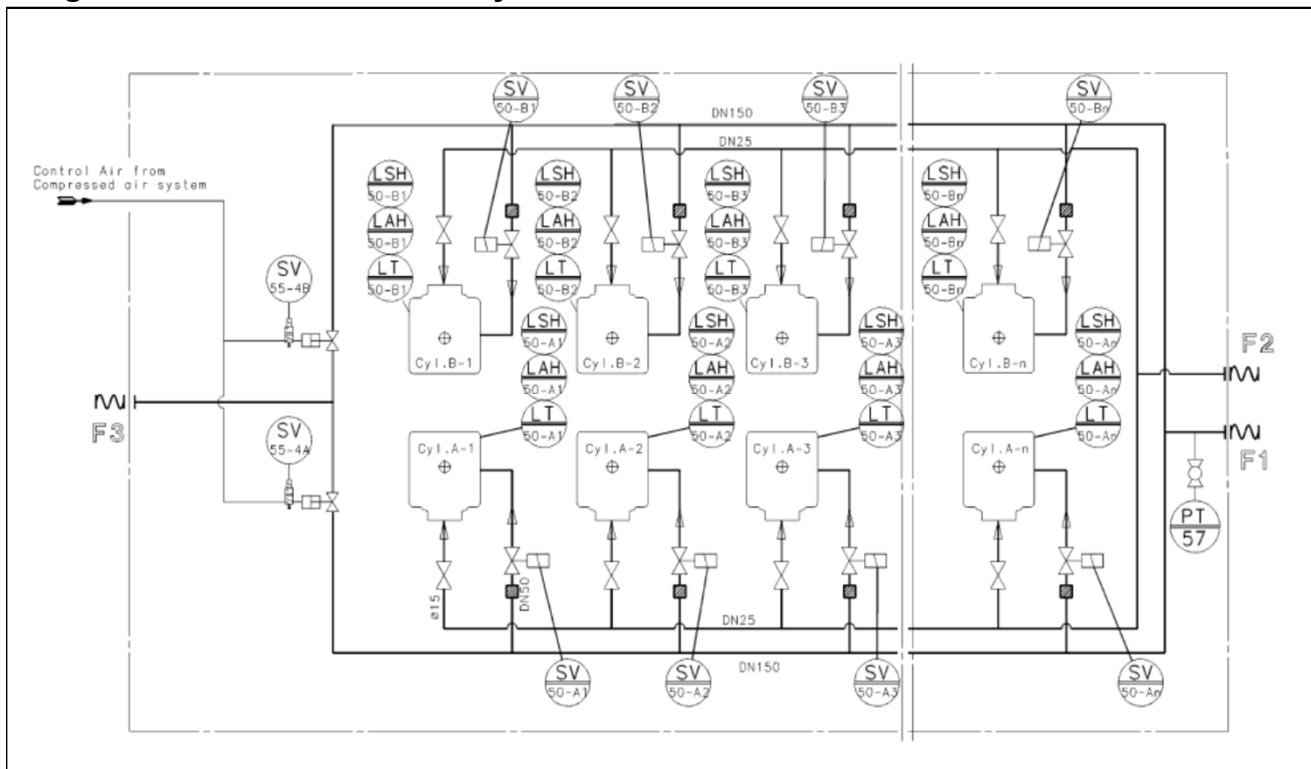 SV
50-B1
SV
50-B2
SV
50-B3
SV
50-Bn
DN150
DN25
Control Air from
Compressed air system
LSH
50-B1
LAH
50-B1
LT
50-B1
LSH
50-B2
LAH
50-B2
LT
50-B2
LSH
50-B3
LAH
50-B3
LT
50-B3
LSH
50-Bn
LAH
50-Bn
LT
50-Bn
SV
55-4B
Cyl.B-1
Cyl.B-2
Cyl.B-3
Cyl.B-n
LSH
50-A1
LAH
50-A1
LT
50-A1
LSH
50-A2
LAH
50-A2
LT
50-A2
LSH
50-A3
LAH
50-A3
LT
50-A3
LSH
50-An
LAH
50-An
LT
50-An
F2
F3
F1
SV
55-4A
Cyl.A-1
Cyl.A-2
Cyl.A-3
Cyl.A-n
PT
57
ø15
DN50
DN25
DN150
SV
50-A1
SV
50-A2
SV
50-A3
SV
50-An